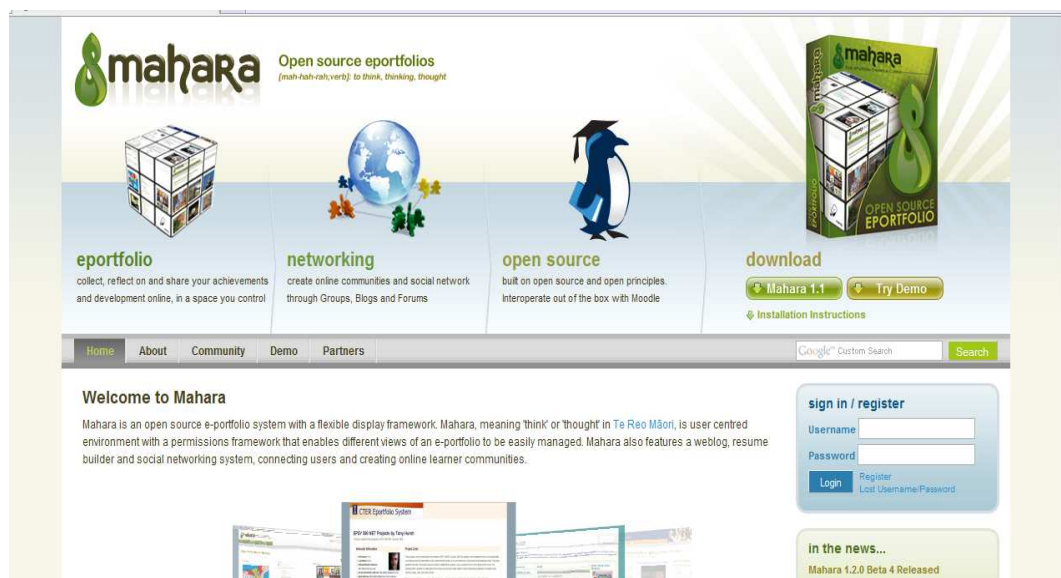 mahara
Open source eportfolios
[mah-hah-rah;verb]: to think, thinking, thought
mahara
OPEN SOURCE
EPORTFOLIO
eportfolio
collect, reflect on and share your achievements
and development online, in a space you control
networking
create online communities and social network
through Groups, Blogs and Forums
open source
built on open source and open principles.
Interoperate out of the box with Moodle
download
Mahara 1.1
Try Demo
Installation Instructions
Home About Community Demo Partners
Google™ Custom Search
Search
Welcome to Mahara
Mahara is an open source e-portfolio system with a flexible display framework. Mahara, meaning 'think' or 'thought' in Te Reo Māori, is user centred
environment with a permissions framework that enables different views of an e-portfolio to be easily managed. Mahara also features a weblog, resume
builder and social networking system, connecting users and creating online learner communities.
CTER Eportfolio System
sign in / register
Username
Password
Login
Register
Lost Username/Password
in the news...
Mahara 1.2.0 Beta 4 Released